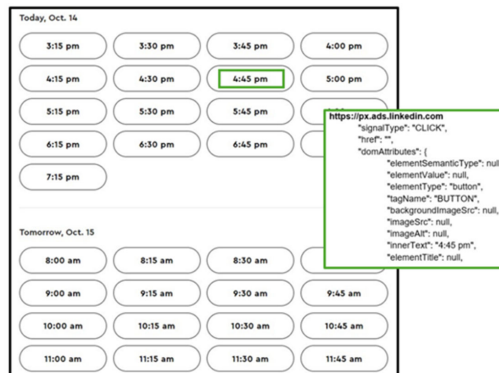 Today, Oct. 14
3:15 pm 3:30 pm 3:45 pm 4:00 pm
4:15 pm 4:30 pm 4:45 pm 5:00 pm
5:15 pm 5:30 pm 5:45 pm
6:15 pm 6:30 pm 6:45 pm
7:15 pm
https://px.ads.linkedin.com
"signalType": "CLICK",
"href": "",
"domAttributes": {
"elementSemanticType": null
"elementValue": null,
"elementType": "button",
"tagName": "BUTTON",
"backgroundImageSrc": null,
"imageSrc": null,
"imageAlt": null,
"innerText": "4:45 pm",
"elementTitle": null,
Tomorrow, Oct. 15
8:00 am 8:15 am 8:30 am
9:00 am 9:15 am 9:30 am 9:45 am
10:00 am 10:15 am 10:30 am 10:45 am
11:00 am 11:15 am 11:30 am 11:45 am